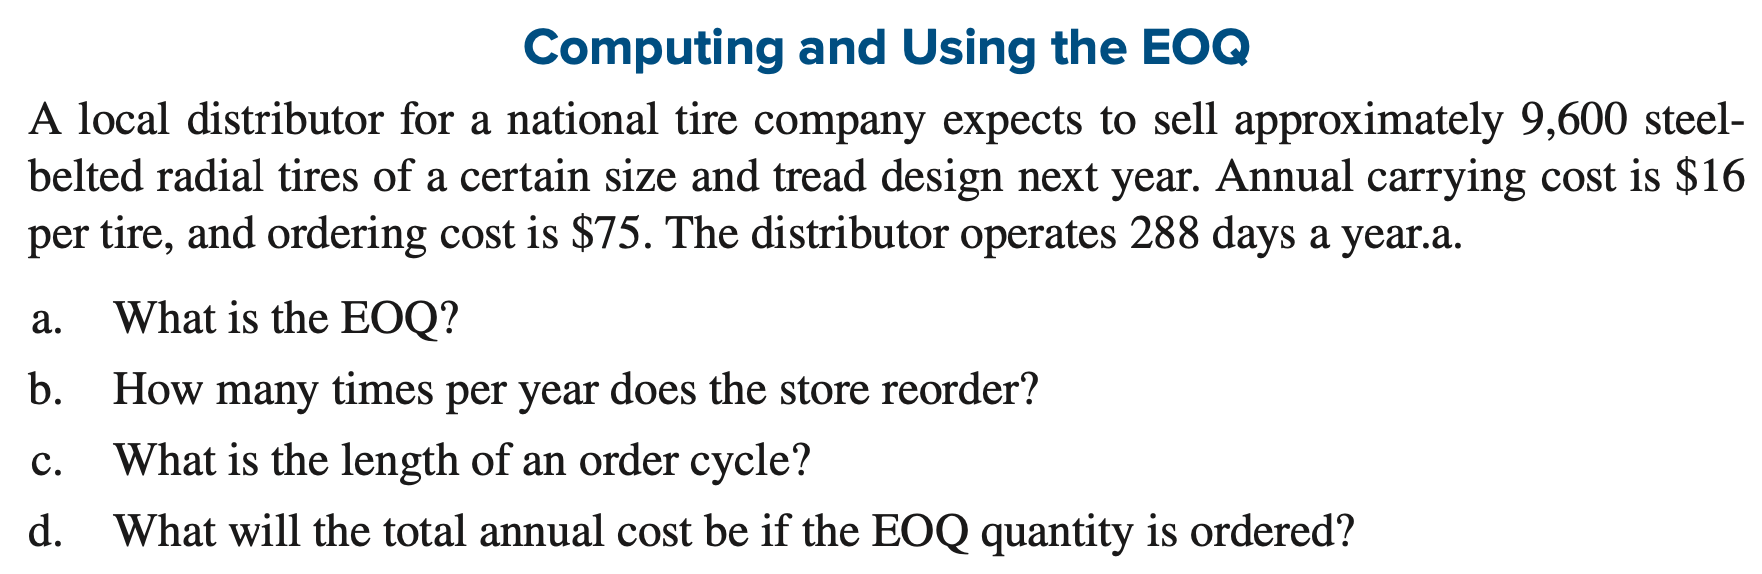 Computing and Using the EOQ
A local distributor for a national tire company expects to sell approximately 9,600 steel-
belted radial tires of a certain size and tread design next year. Annual carrying cost is $16
per tire, and ordering cost is $75. The distributor operates 288 days a year.a.
a. What is the EOQ?
b. How many times per year does the store reorder?
c. What is the length of an order cycle?
d. What will the total annual cost be if the EOQ quantity is ordered?